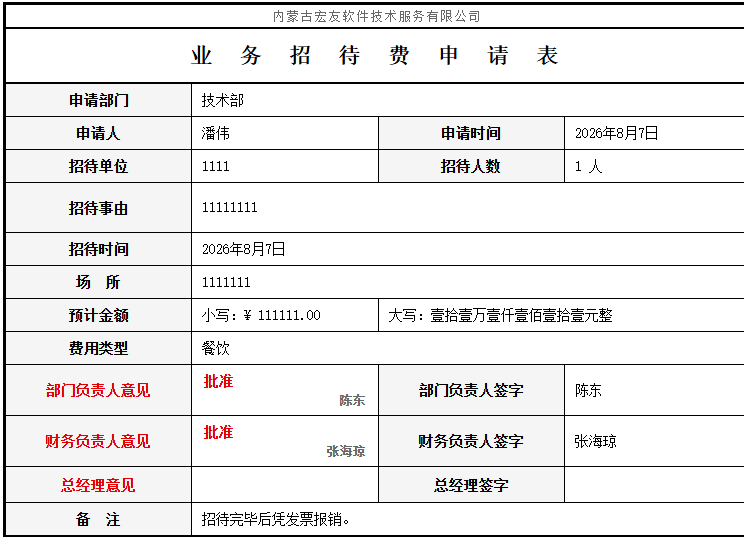 内蒙古宏友软件技术服务有限公司
业务招待费申请表
申请部门 技术部
申请人 潘伟 申请时间 2026年8月7日
招待单位 1111 招待人数 1 人
招待事由 11111111
招待时间 2026年8月7日
场 所 1111111
预计金额 小写：¥ 111111.00 大写：壹拾壹万壹仟壹佰壹拾壹元整
费用类型 餐饮
部门负责人意见 批准 陈东 部门负责人签字 陈东
财务负责人意见 批准 张海琼 财务负责人签字 张海琼
总经理意见 总经理签字
备 注 招待完毕后凭发票报销。